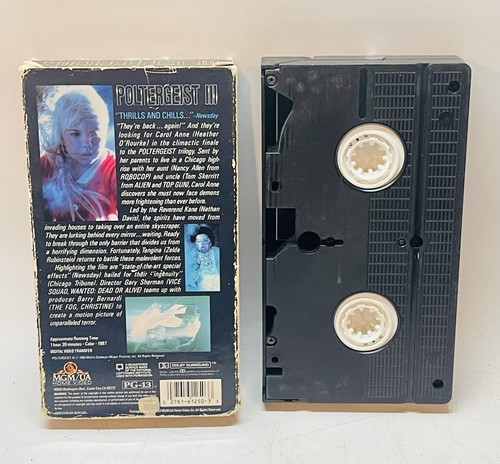 POLTERGEIST III
"THRILLS AND CHILLS..."—Newsday
"They're back ... again!" And they're
looking for Carol Anne (Heather
O'Rourke) in the climactic finale
to the POLTERGEIST trilogy. Sent by
her parents to live in a Chicago high
rise with her aunt (Nancy Allen from
ROBOCOP) and uncle (Tom Skerritt
from ALIEN and TOP GUN), Carol Anne
discovers she must now face demons
more frightening than ever before.
Led by the Reverend Kane (Nathan
Davis), the spirits have moved from
invading houses to taking over an entire skyscraper.
They are lurking behind every mirror...waiting. Ready
to break through the only barrier that divides us from
a horrifying dimension. Fortunately, Tangina (Zelda
Rubinstein) returns to battle these malevolent forces.
Highlighting the film are "state-of-the-art special
effects" (Newsday) hailed for their "ingenuity"
(Chicago Tribune). Director Gary Sherman (VICE
SQUAD, WANTED: DEAD OR ALIVE) teams up with
producer Barry Bernardi
(THE FOG, CHRISTINE) to
create a motion picture of
unparalleled terror.
Approximate Running Time:
1 hour 39 minutes • Color • 1987
DIGITAL VIDEO TRANSFER
MGM/UA
HOME VIDEO
PG-13
DOLBY SURROUND
WARNING:
2761-61250-3